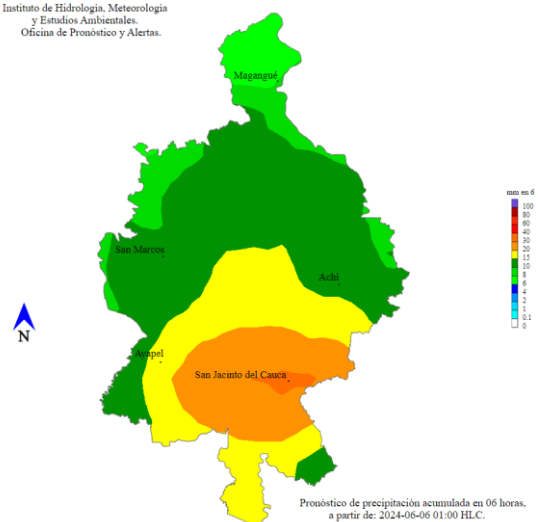 Instituto de Hidrologia, Meteorologia
y Estudios Ambientales.
Oficina de Pronóstico y Alertas.
Magangué
mm en 6
100
80
60
40
30
20
15
10
8
6
4
2
1
0.1
0
San Marcos
Achí
N
Ayapel
San Jacinto del Cauca
Pronóstico de precipitación acumulada en 06 horas,
a partir de: 2024-06-06 01:00 HLC.